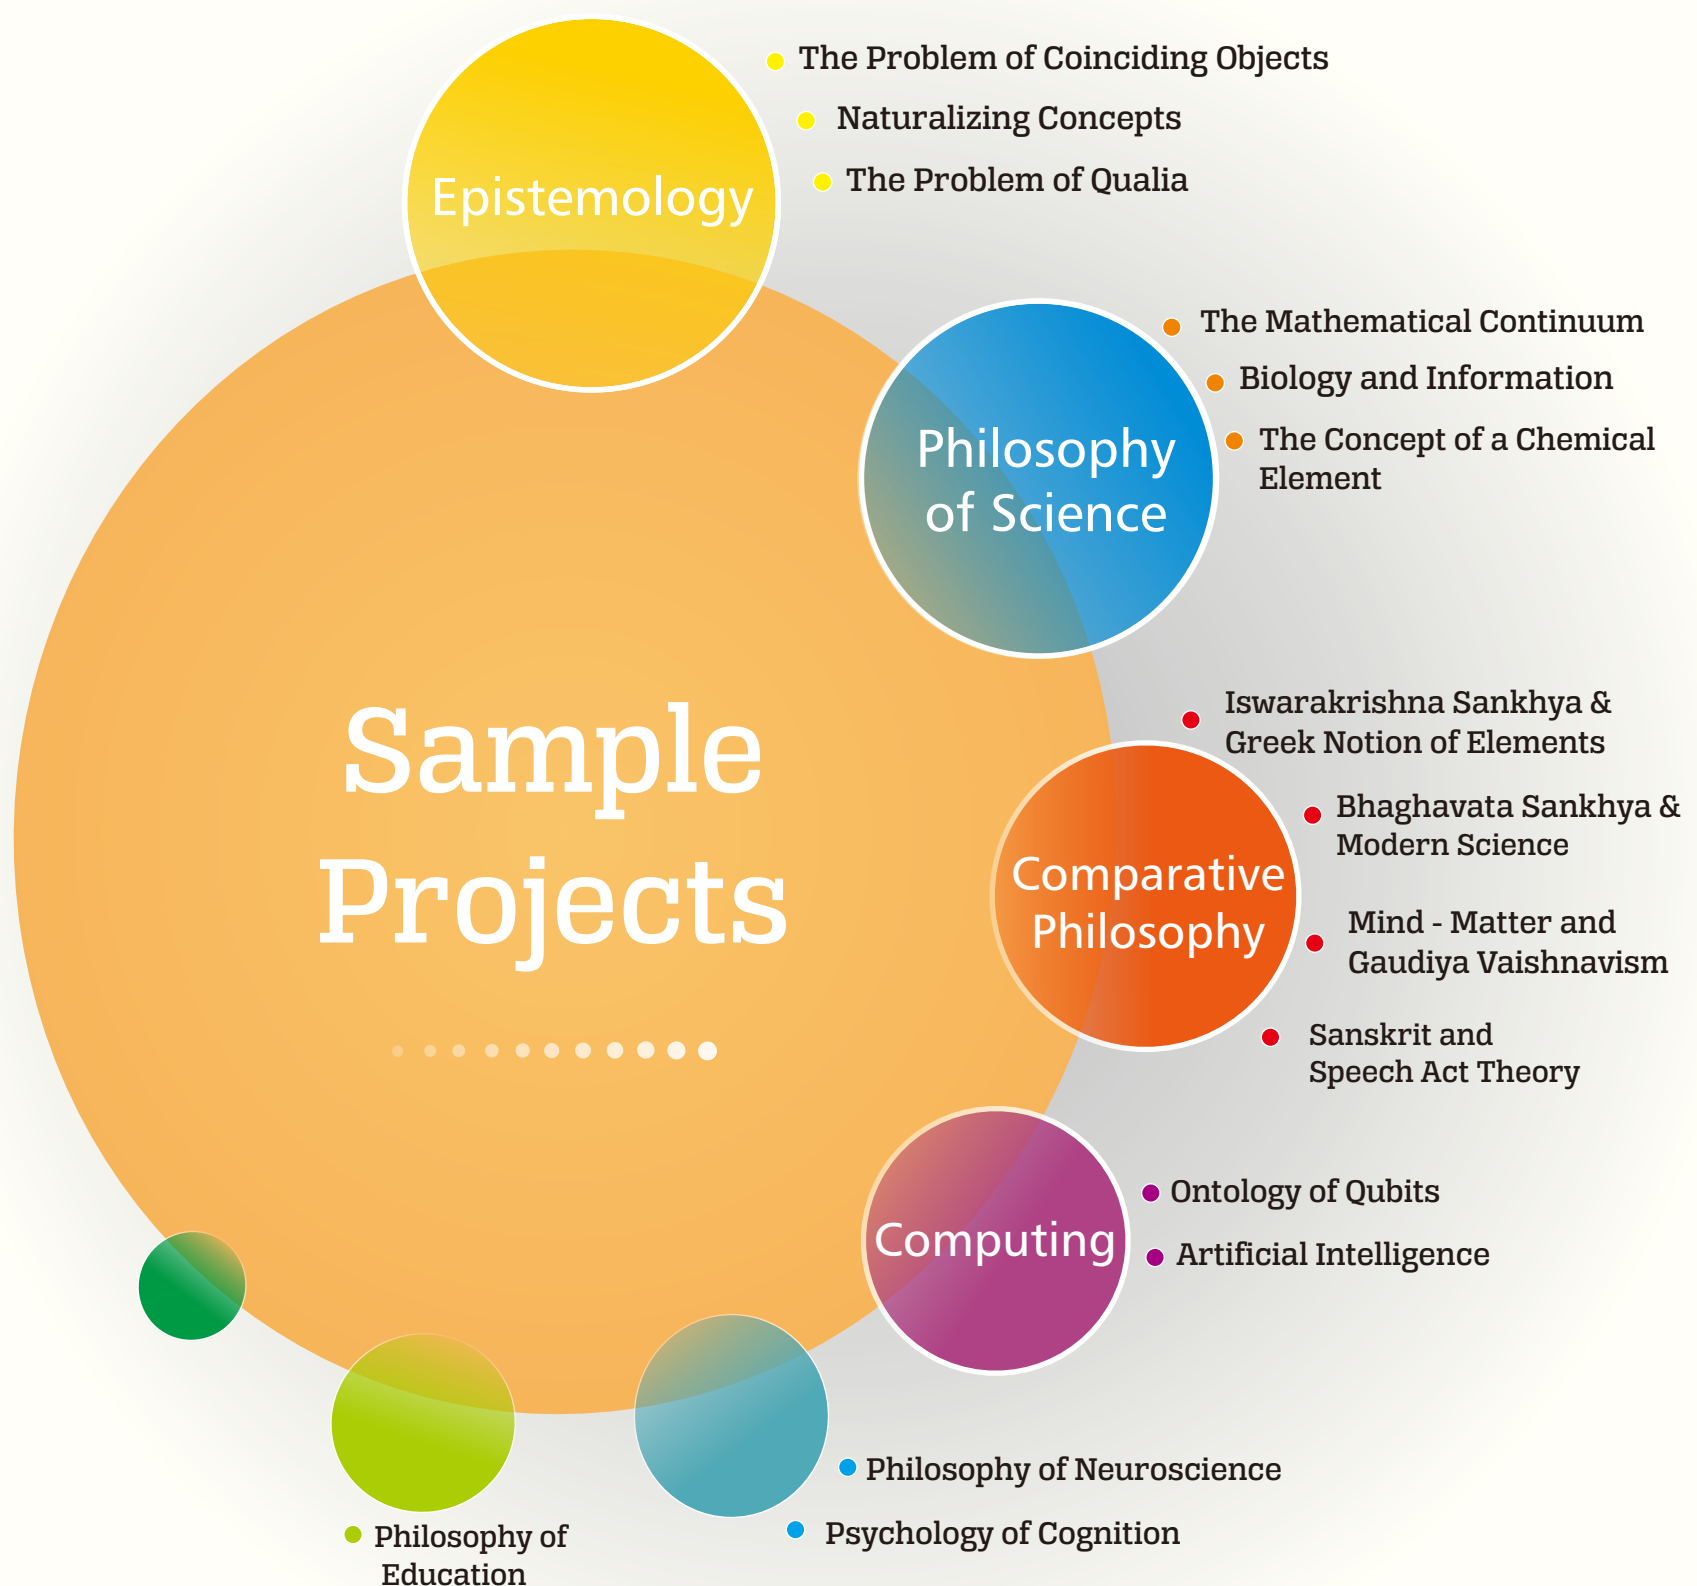 Epistemology
The Problem of Coinciding Objects
Naturalizing Concepts
The Problem of Qualia
Philosophy
of Science
The Mathematical Continuum
Biology and Information
The Concept of a Chemical
Element
Sample
Projects
Comparative
Philosophy
Iswarakrishna Sankhya &
Greek Notion of Elements
Bhaghavata Sankhya &
Modern Science
Mind - Matter and
Gaudiya Vaishnavism
Sanskrit and
Speech Act Theory
Computing
Ontology of Qubits
Artificial Intelligence
Philosophy of Neuroscience
Psychology of Cognition
Philosophy of
Education